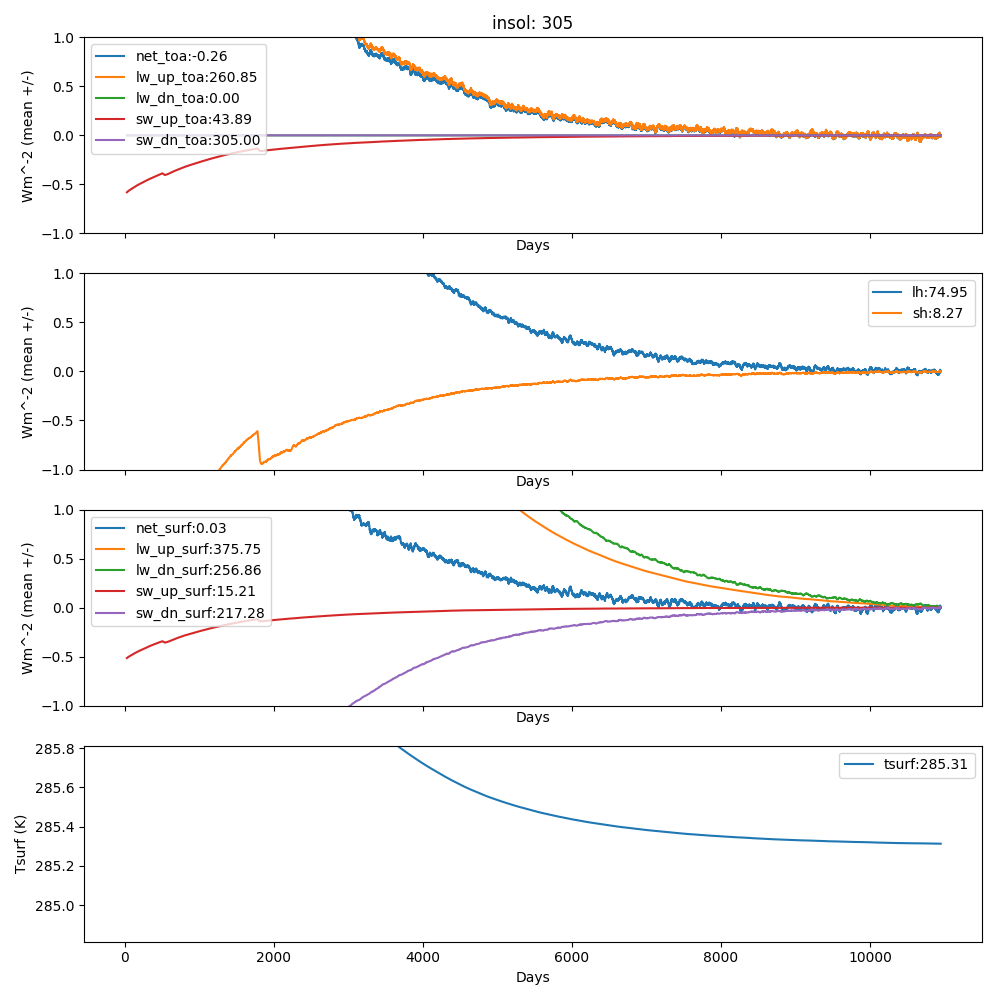 insol: 305
1.0
0.5
0.0
−0.5
−1.0
Wm^-2 (mean +/-)
net_toa:-0.26
lw_up_toa:260.85
lw_dn_toa:0.00
sw_up_toa:43.89
sw_dn_toa:305.00
Days
1.0
0.5
0.0
−0.5
−1.0
Wm^-2 (mean +/-)
lh:74.95
sh:8.27
Days
1.0
0.5
0.0
−0.5
−1.0
Wm^-2 (mean +/-)
net_surf:0.03
lw_up_surf:375.75
lw_dn_surf:256.86
sw_up_surf:15.21
sw_dn_surf:217.28
Days
285.8
285.6
285.4
285.2
285.0
Tsurf (K)
tsurf:285.31
0 2000 4000 6000 8000 10000
Days